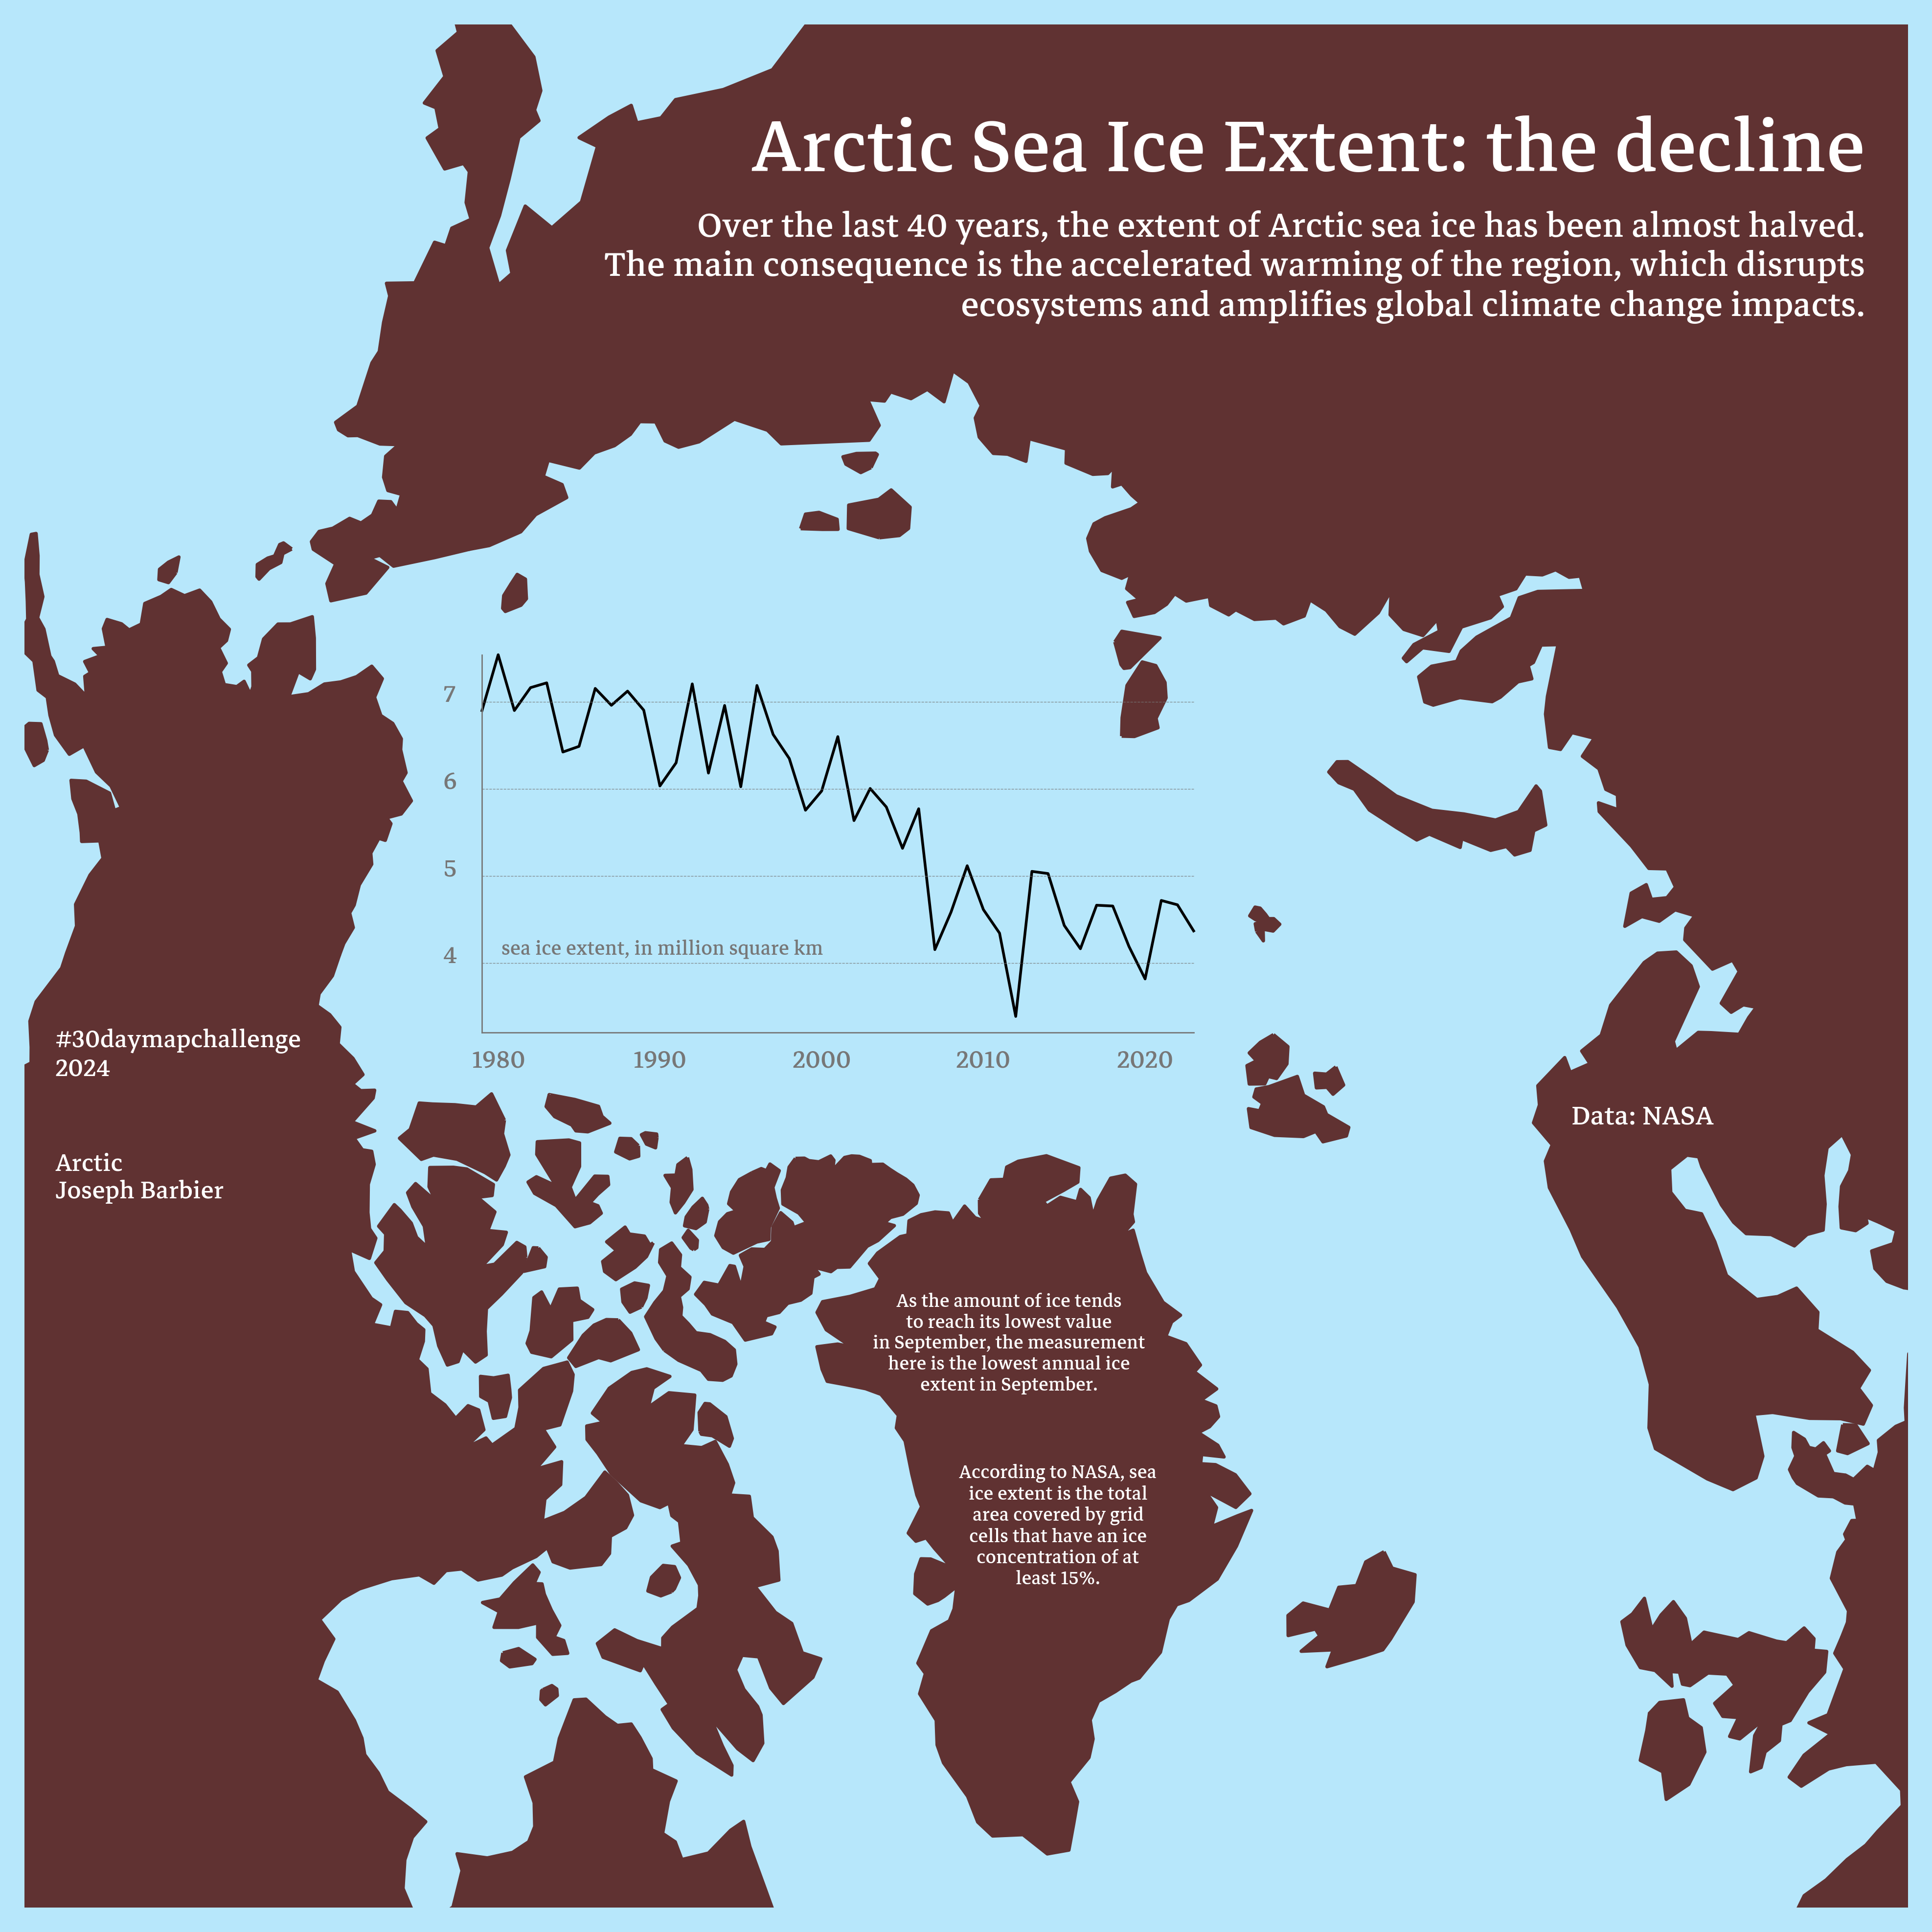 Arctic Sea Ice Extent: the decline
Over the last 40 years, the extent of Arctic sea ice has been almost halved.
The main consequence is the accelerated warming of the region, which disrupts
ecosystems and amplifies global climate change impacts.
7
6
5
4
sea ice extent, in million square km
1980 1990 2000 2010 2020
#30daymapchallenge
2024
Arctic
Joseph Barbier
Data: NASA
As the amount of ice tends
to reach its lowest value
in September, the measurement
here is the lowest annual ice
extent in September.
According to NASA, sea
ice extent is the total
area covered by grid
cells that have an ice
concentration of at
least 15%.